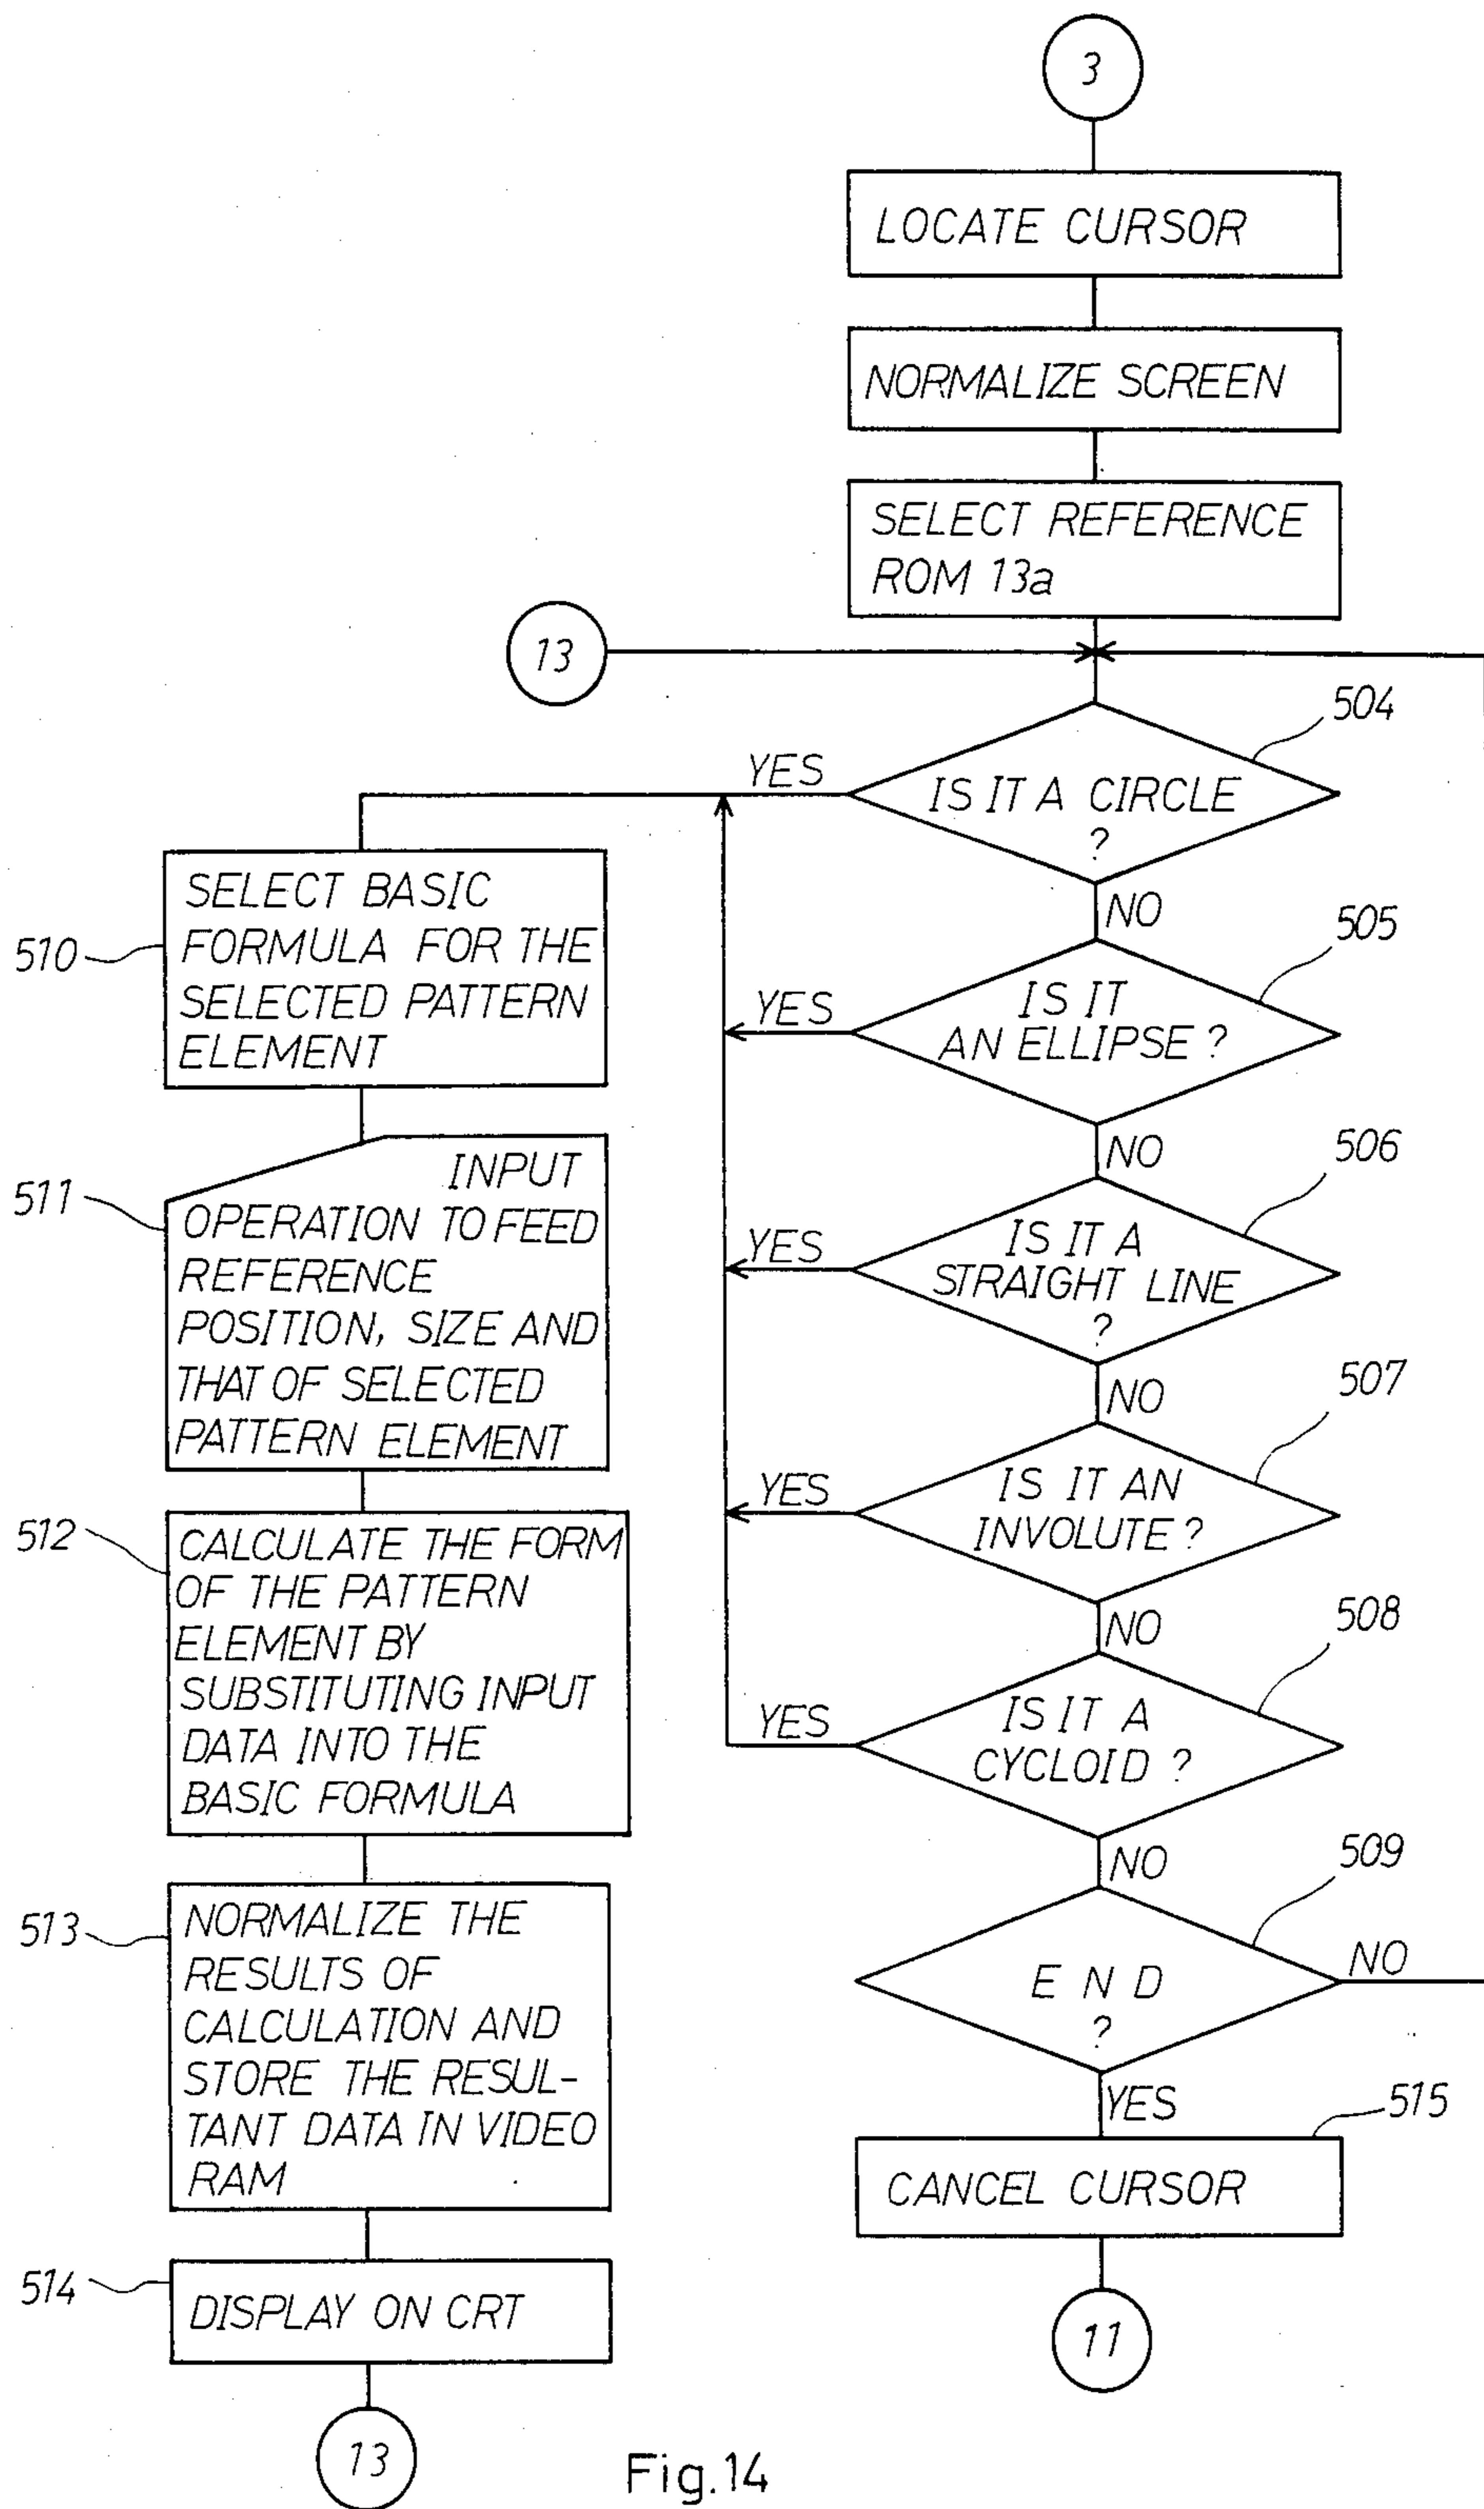 3
LOCATE CURSOR
NORMALIZE SCREEN
SELECT REFERENCE
ROM 13a
13
504
YES
IS IT A CIRCLE
?
NO
505
YES
IS IT
AN ELLIPSE ?
NO
506
YES
IS IT A
STRAIGHT LINE
?
NO
507
YES
IS IT AN
INVOLUTE ?
NO
508
YES
IS IT A
CYCLOID ?
NO
509
E N D
?
NO
YES
515
CANCEL CURSOR
11
510
SELECT BASIC
FORMULA FOR THE
SELECTED PATTERN
ELEMENT
511
INPUT
OPERATION TO FEED
REFERENCE
POSITION, SIZE AND
THAT OF SELECTED
PATTERN ELEMENT
512
CALCULATE THE FORM
OF THE PATTERN
ELEMENT BY
SUBSTITUTING INPUT
DATA INTO THE
BASIC FORMULA
513
NORMALIZE THE
RESULTS OF
CALCULATION AND
STORE THE RESUL-
TANT DATA IN VIDEO
RAM
514
DISPLAY ON CRT
13
Fig.14